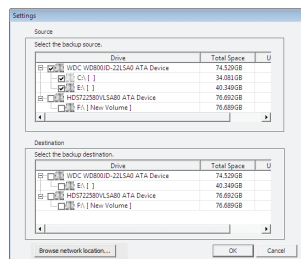 Settings
Source
Select the backup source.
Drive Total Space U
WDC WD800JD-22LSA0 ATA Device 74.529GB
C:\ [ ] 34.081GB
E:\ [ ] 40.349GB
HDS722580VLSA80 ATA Device 76.692GB
F:\ [ New Volume ] 76.689GB
Destination
Select the backup destination.
Drive Total Space U
WDC WD800JD-22LSA0 ATA Device 74.529GB
E:\ [ ] 40.349GB
HDS722580VLSA80 ATA Device 76.692GB
F:\ [ New Volume ] 76.689GB
Browse network location... OK Cancel